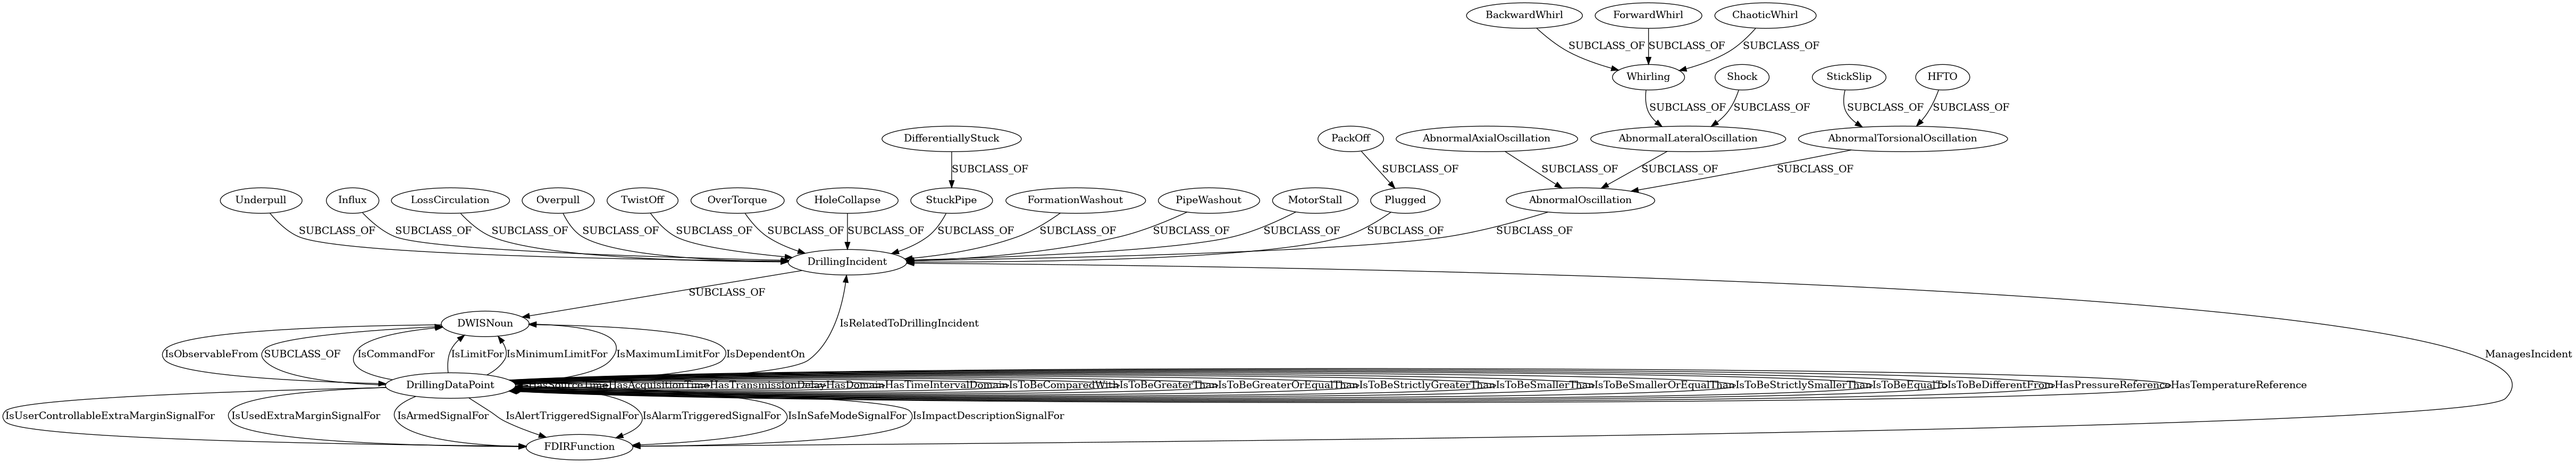 BackwardWhirl ForwardWhirl ChaoticWhirl
SUBCLASS_OF SUBCLASS_OF SUBCLASS_OF
Whirling Shock StickSlip HFTO
SUBCLASS_OF SUBCLASS_OF SUBCLASS_OF SUBCLASS_OF
DifferentiallyStuck PackOff AbnormalAxialOscillation AbnormalLateralOscillation AbnormalTorsionalOscillation
SUBCLASS_OF SUBCLASS_OF SUBCLASS_OF SUBCLASS_OF SUBCLASS_OF
Underpull Influx LossCirculation Overpull TwistOff OverTorque HoleCollapse StuckPipe FormationWashout PipeWashout MotorStall Plugged AbnormalOscillation
SUBCLASS_OF SUBCLASS_OF SUBCLASS_OF SUBCLASS_OF SUBCLASS_OF SUBCLASS_OF SUBCLASS_OF SUBCLASS_OF SUBCLASS_OF SUBCLASS_OF SUBCLASS_OF SUBCLASS_OF SUBCLASS_OF
DrillingIncident
SUBCLASS_OF
DWISNoun IsRelatedToDrillingIncident
IsObservableFrom SUBCLASS_OF IsCommandFor IsLimitFor IsMinimumLimitFor IsMaximumLimitFor IsDependentOn ManagesIncident
DrillingDataPoint HasSourceTime HasAcquisitionTime HasTransmissionDelay HasDomain HasTimeIntervalDomain IsToBeComparedWith IsToBeGreaterThan IsToBeGreaterOrEqualThan IsToBeStrictlyGreaterThan IsToBeSmallerThan IsToBeSmallerOrEqualThan IsToBeStrictlySmallerThan IsToBeEqualTo IsToBeDifferentFrom HasPressureReference HasTemperatureReference
IsUserControllableExtraMarginSignalFor IsUsedExtraMarginSignalFor IsArmedSignalFor IsAlertTriggeredSignalFor IsAlarmTriggeredSignalFor IsInSafeModeSignalFor IsImpactDescriptionSignalFor
FDIRFunction